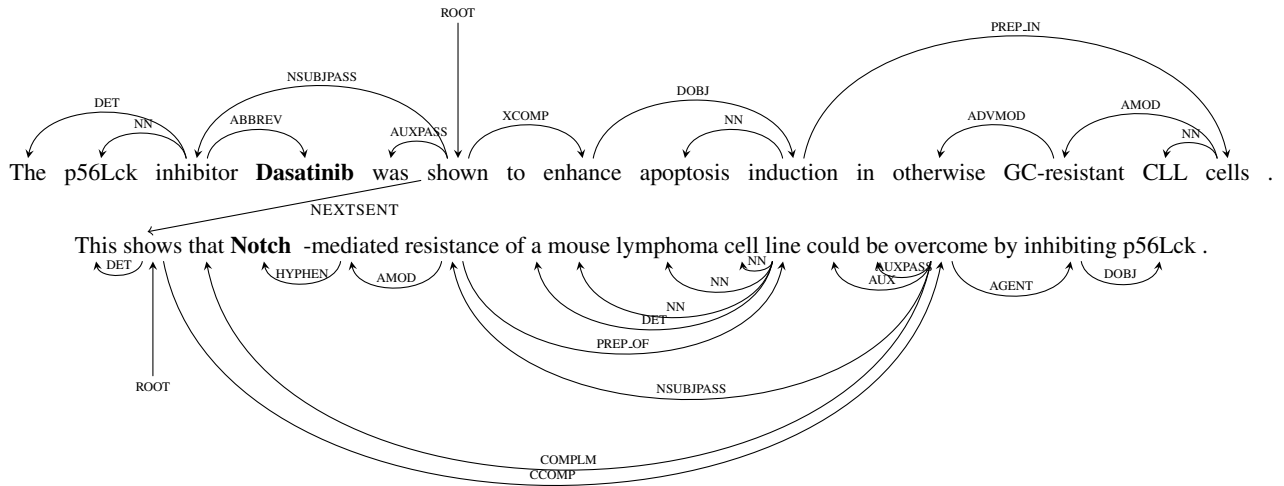 ROOT
PREP_IN
NSUBJPASS DOBJ
DET XCOMP AMOD
NN ABBREV AUXPASS NN ADVMOD NN
The p56Lck inhibitor Dasatinib was shown to enhance apoptosis induction in otherwise GC-resistant CLL cells .
NEXTSENT
This shows that Notch -mediated resistance of a mouse lymphoma cell line could be overcome by inhibiting p56Lck .
DET HYPHEN AMOD NN NN AUX AUXPASS AGENT DOBJ
NN
DET
PREP_OF
ROOT NSUBJPASS
COMPLM
CCOMP